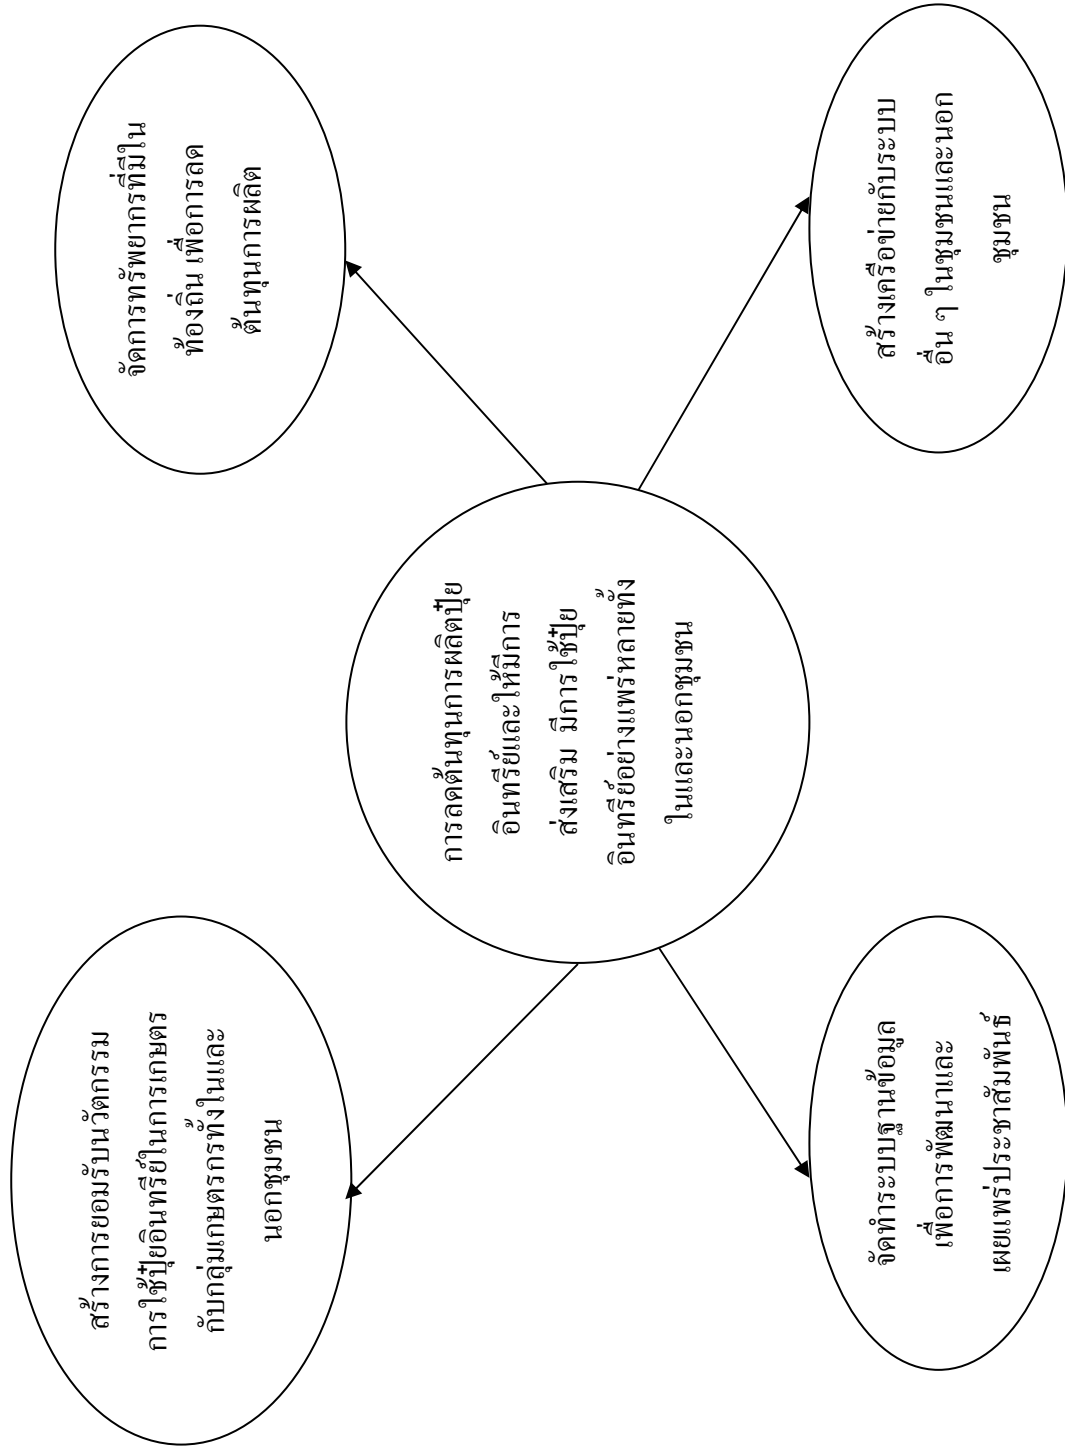 สร้างการยอมรับนวัตกรรม
การใช้ปุ๋ยอินทรีย์ในการเกษตร
กับกลุ่มเกษตรกรทั้งในและ
นอกชุมชน
จัดการทรัพยากรที่มีใน
ท้องถิ่น เพื่อการลด
ต้นทุนการผลิต
การลดต้นทุนการผลิตปุ๋ย
อินทรีย์และให้มีการ
ส่งเสริม มีการใช้ปุ๋ย
อินทรีย์อย่างแพร่หลายทั้ง
ในและนอกชุมชน
จัดทำระบบฐานข้อมูล
เพื่อการพัฒนาและ
เผยแพร่ประชาสัมพันธ์
สร้างเครือข่ายกับระบบ
อื่น ๆ ในชุมชนและนอก
ชุมชน